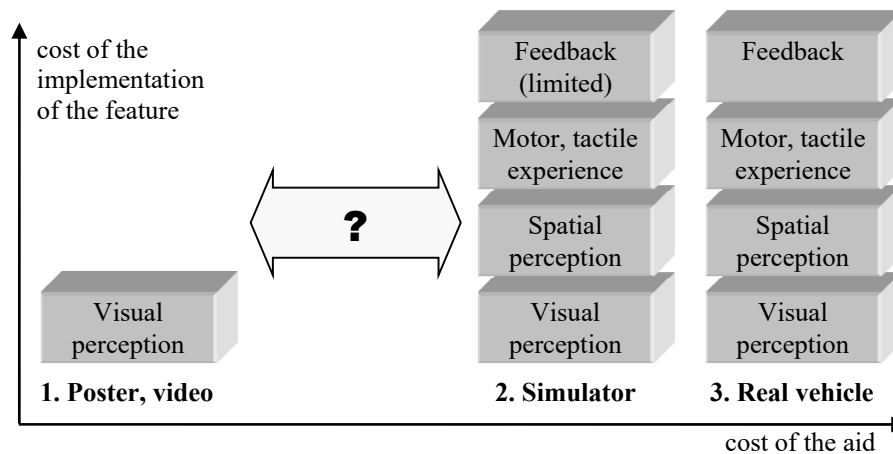 cost of the
implementation
of the feature
Feedback
(limited)
Feedback
Motor, tactile
experience
Motor, tactile
experience
?
Spatial
perception
Spatial
perception
Visual
perception
Visual
perception
Visual
perception
1. Poster, video
2. Simulator
3. Real vehicle
cost of the aid